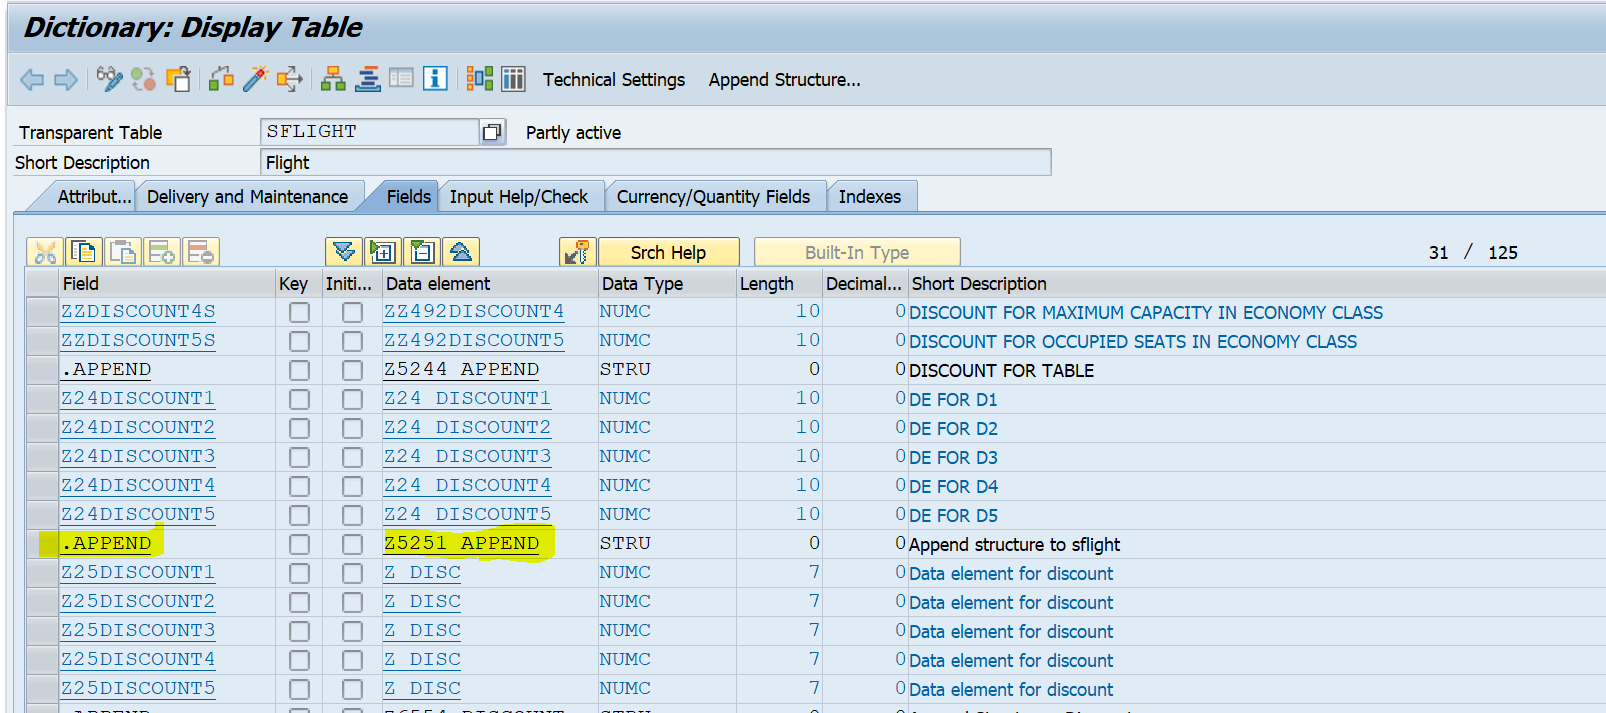 Dictionary: Display Table
Technical Settings Append Structure...
Transparent Table SFLIGHT Partly active
Short Description Flight
Attribut... Delivery and Maintenance Fields Input Help/Check Currency/Quantity Fields Indexes
Srch Help Built-In Type 31 / 125
Field Key Initi... Data element Data Type Length Decimal... Short Description
ZZDISCOUNT4S ZZ492DISCOUNT4 NUMC 10 0 DISCOUNT FOR MAXIMUM CAPACITY IN ECONOMY CLASS
ZZDISCOUNT5S ZZ492DISCOUNT5 NUMC 10 0 DISCOUNT FOR OCCUPIED SEATS IN ECONOMY CLASS
.APPEND Z5244_APPEND STRU 0 0 DISCOUNT FOR TABLE
Z24DISCOUNT1 Z24_DISCOUNT1 NUMC 10 0 DE FOR D1
Z24DISCOUNT2 Z24_DISCOUNT2 NUMC 10 0 DE FOR D2
Z24DISCOUNT3 Z24_DISCOUNT3 NUMC 10 0 DE FOR D3
Z24DISCOUNT4 Z24_DISCOUNT4 NUMC 10 0 DE FOR D4
Z24DISCOUNT5 Z24_DISCOUNT5 NUMC 10 0 DE FOR D5
.APPEND Z5251_APPEND STRU 0 0 Append structure to sflight
Z25DISCOUNT1 Z_DISC NUMC 7 0 Data element for discount
Z25DISCOUNT2 Z_DISC NUMC 7 0 Data element for discount
Z25DISCOUNT3 Z_DISC NUMC 7 0 Data element for discount
Z25DISCOUNT4 Z_DISC NUMC 7 0 Data element for discount
Z25DISCOUNT5 Z_DISC NUMC 7 0 Data element for discount